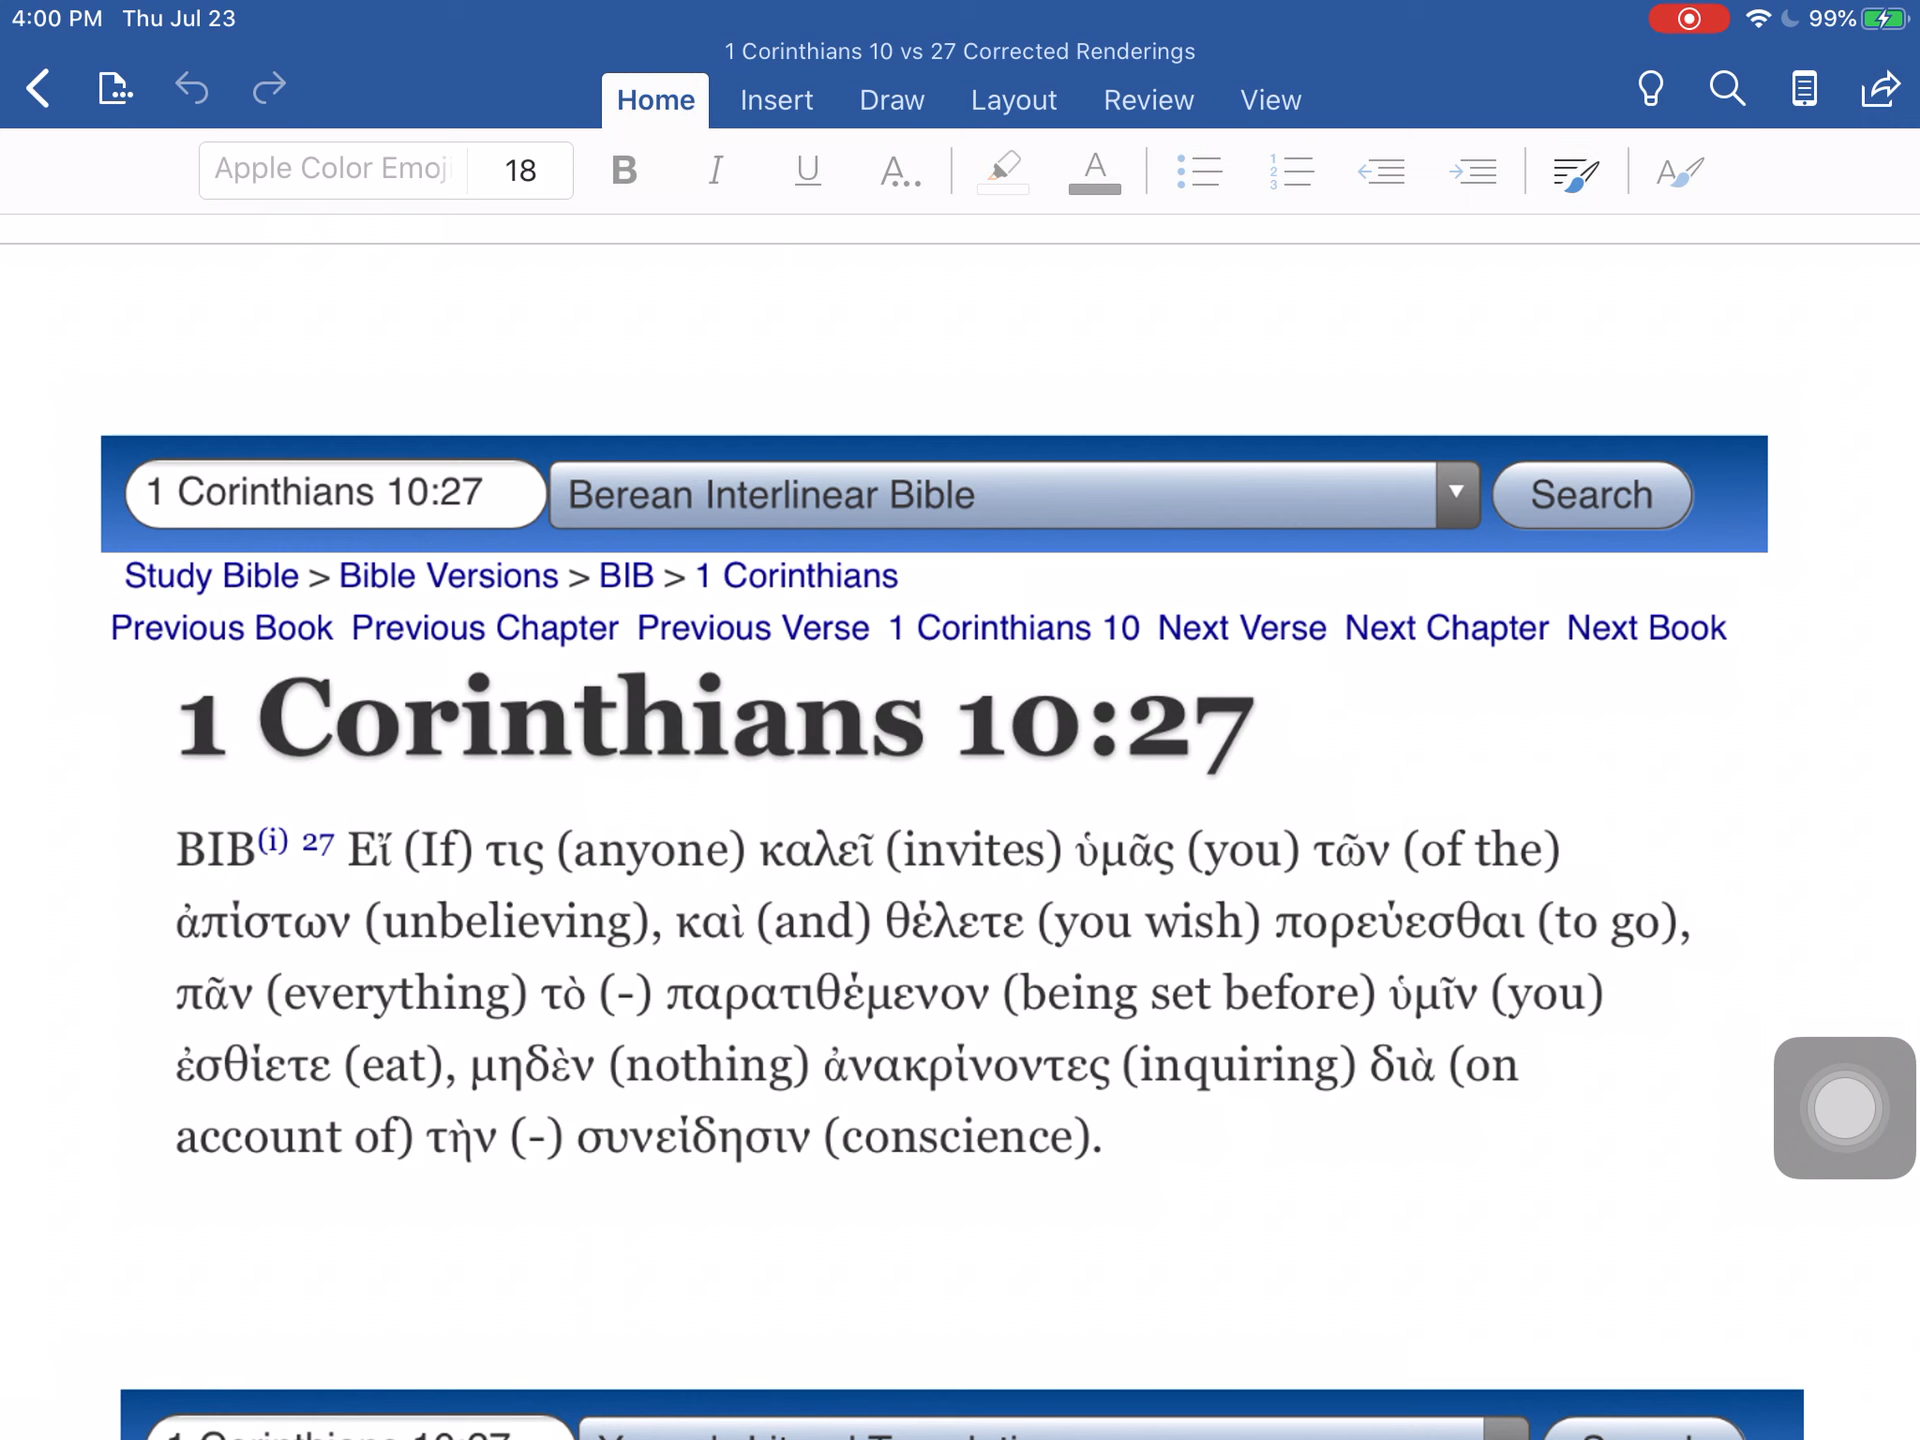 4:00 PM Thu Jul 23
99%
1 Corinthians 10 vs 27 Corrected Renderings
Home Insert Draw Layout Review View
Apple Color Emoj 18 B I U A.. A
1 Corinthians 10:27 Berean Interlinear Bible Search
Study Bible > Bible Versions > BIB > 1 Corinthians
Previous Book Previous Chapter Previous Verse 1 Corinthians 10 Next Verse Next Chapter Next Book
1 Corinthians 10:27
BIB(i) 27 Εἴ (If) τις (anyone) καλεῖ (invites) ὑμᾶς (you) τῶν (of the)
ἀπίστων (unbelieving), καὶ (and) θέλετε (you wish) πορεύεσθαι (to go),
πᾶν (everything) τὸ (-) παρατιθέμενον (being set before) ὑμῖν (you)
ἐσθίετε (eat), μηδὲν (nothing) ἀνακρίνοντες (inquiring) διὰ (on
account of) τὴν (-) συνείδησιν (conscience).